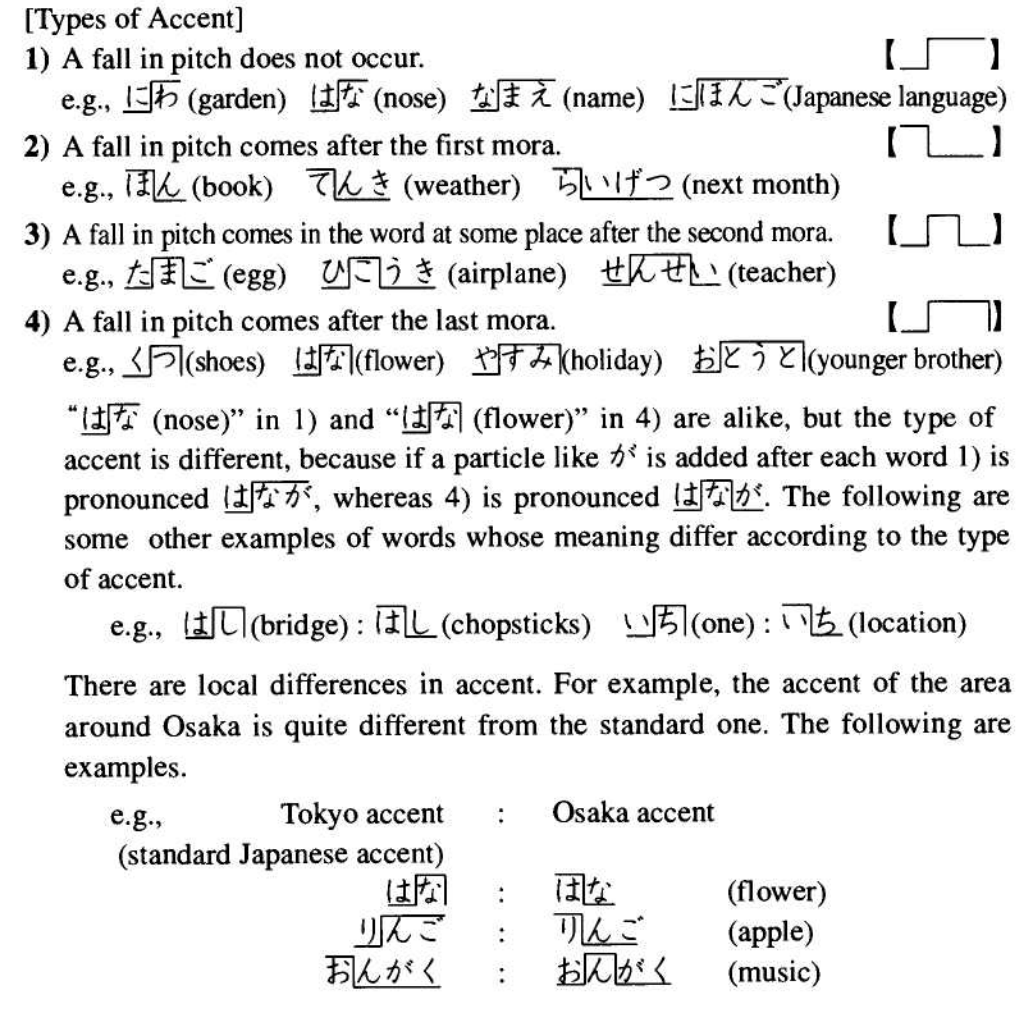 [Types of Accent]
1) A fall in pitch does not occur. 【 】
e.g., にわ (garden) はな (nose) なまえ (name) にほんご(Japanese language)
2) A fall in pitch comes after the first mora. 【 】
e.g., ほん (book) てんき (weather) らいげつ (next month)
3) A fall in pitch comes in the word at some place after the second mora. 【 】
e.g., たまご (egg) ひこうき (airplane) せんせい (teacher)
4) A fall in pitch comes after the last mora. 【 】
e.g., くつ(shoes) はな(flower) やすみ(holiday) おとうと(younger brother)
“はな (nose)” in 1) and “はな (flower)” in 4) are alike, but the type of
accent is different, because if a particle like が is added after each word 1) is
pronounced はなが, whereas 4) is pronounced はなが. The following are
some other examples of words whose meaning differ according to the type
of accent.
e.g., はし(bridge) : はし(chopsticks) いち(one) : いち(location)
There are local differences in accent. For example, the accent of the area
around Osaka is quite different from the standard one. The following are
examples.
e.g., Tokyo accent : Osaka accent
(standard Japanese accent)
はな : はな (flower)
りんご : りんご (apple)
おんがく : おんがく (music)